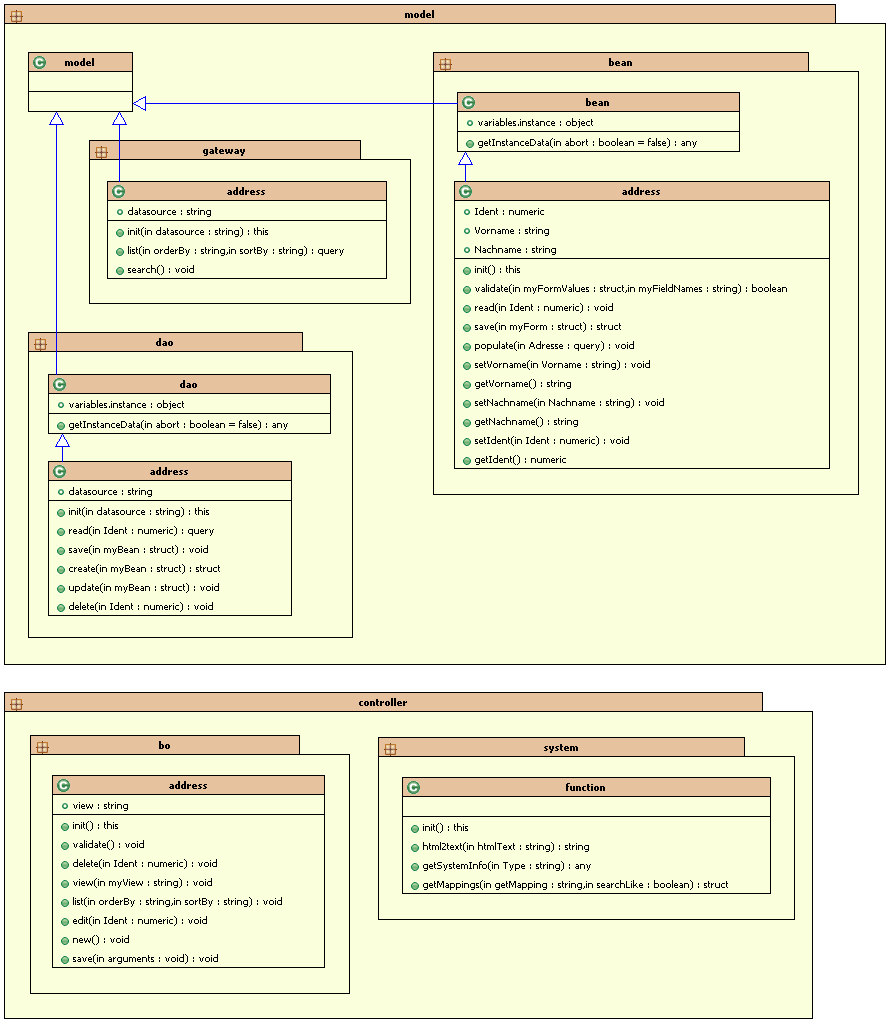 model
model
bean
bean
variables.instance : object
getInstanceData(in abort : boolean = false) : any
gateway
address
datasource : string
init(in datasource : string) : this
list(in orderBy : string,in sortBy : string) : query
search() : void
address
Ident : numeric
Vorname : string
Nachname : string
init() : this
validate(in myFormValues : struct,in myFieldNames : string) : boolean
read(in Ident : numeric) : void
save(in myForm : struct) : struct
populate(in Adresse : query) : void
setVorname(in Vorname : string) : void
getVorname() : string
setNachname(in Nachname : string) : void
getNachname() : string
setIdent(in Ident : numeric) : void
getIdent() : numeric
dao
dao
variables.instance : object
getInstanceData(in abort : boolean = false) : any
address
datasource : string
init(in datasource : string) : this
read(in Ident : numeric) : query
save(in myBean : struct) : void
create(in myBean : struct) : struct
update(in myBean : struct) : void
delete(in Ident : numeric) : void
controller
bo
address
view : string
init() : this
validate() : void
delete(in Ident : numeric) : void
view(in myView : string) : void
list(in orderBy : string,in sortBy : string) : void
edit(in Ident : numeric) : void
new() : void
save(in arguments : void) : void
system
function
init() : this
html2text(in htmlText : string) : string
getSystemInfo(in Type : string) : any
getMappings(in getMapping : string,in searchLike : boolean) : struct